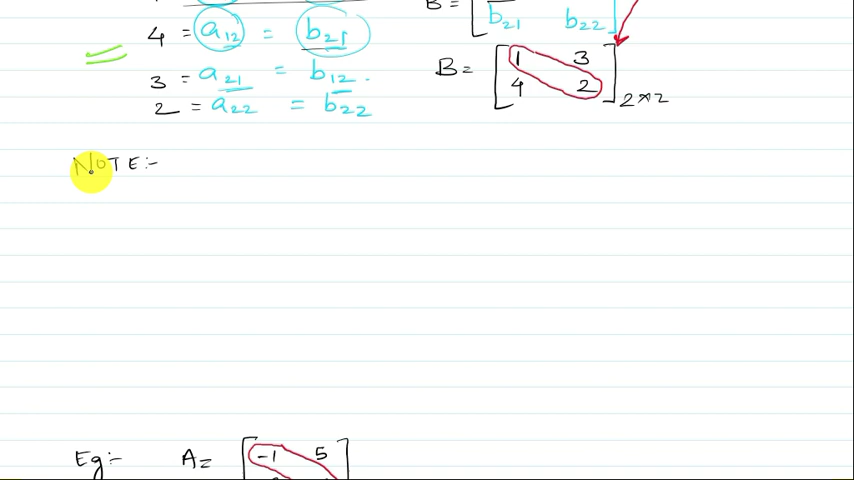 B = [
b21 b22 ]
4 = a12 = b21
B = [ 1 3
4 2 ] 2*2
3 = a21 = b12 .
2 = a22 = b22
NOTE:-
Eg:- A = [ -1 5 ]